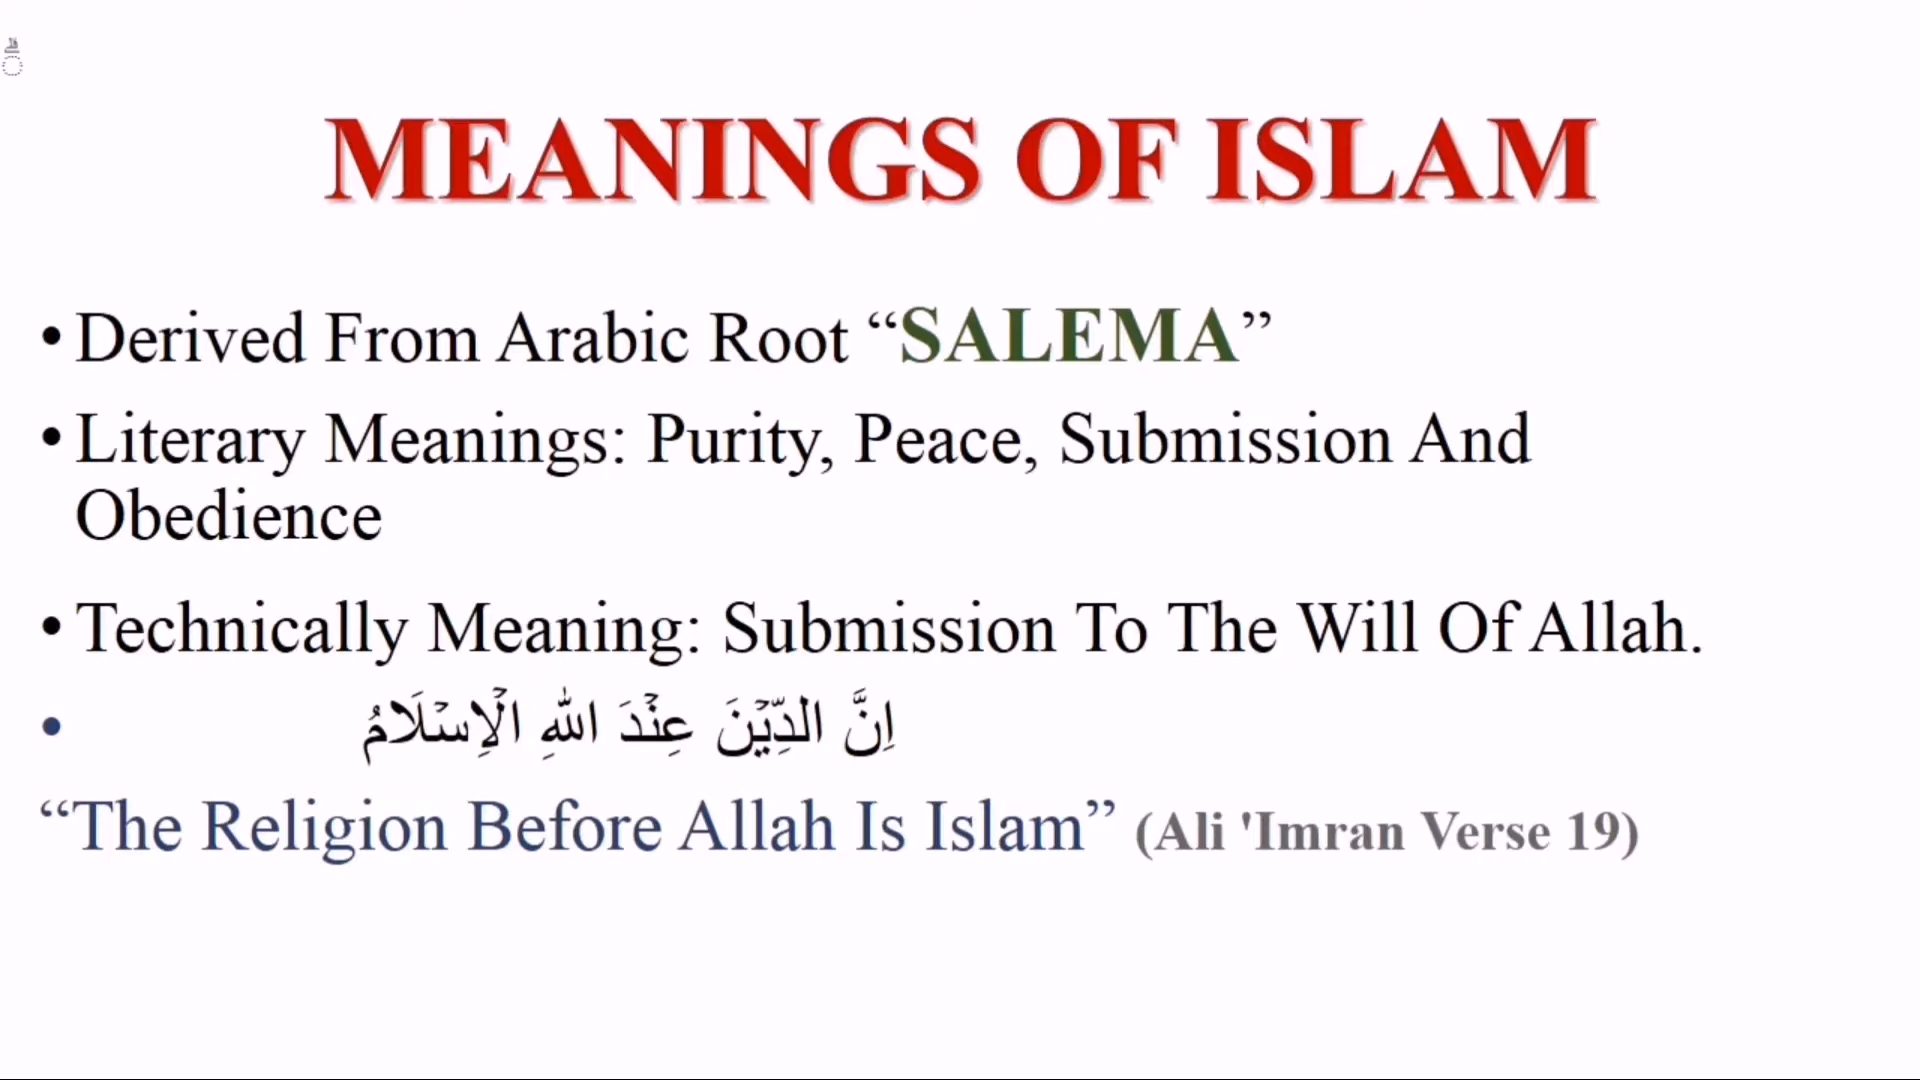 MEANINGS OF ISLAM
• Derived From Arabic Root “SALEMA”
• Literary Meanings: Purity, Peace, Submission And
Obedience
• Technically Meaning: Submission To The Will Of Allah.
• اِنَّ الدِّيۡنَ عِنۡدَ اللّٰهِ الۡاِسۡلَامُ
“The Religion Before Allah Is Islam” (Ali 'Imran Verse 19)